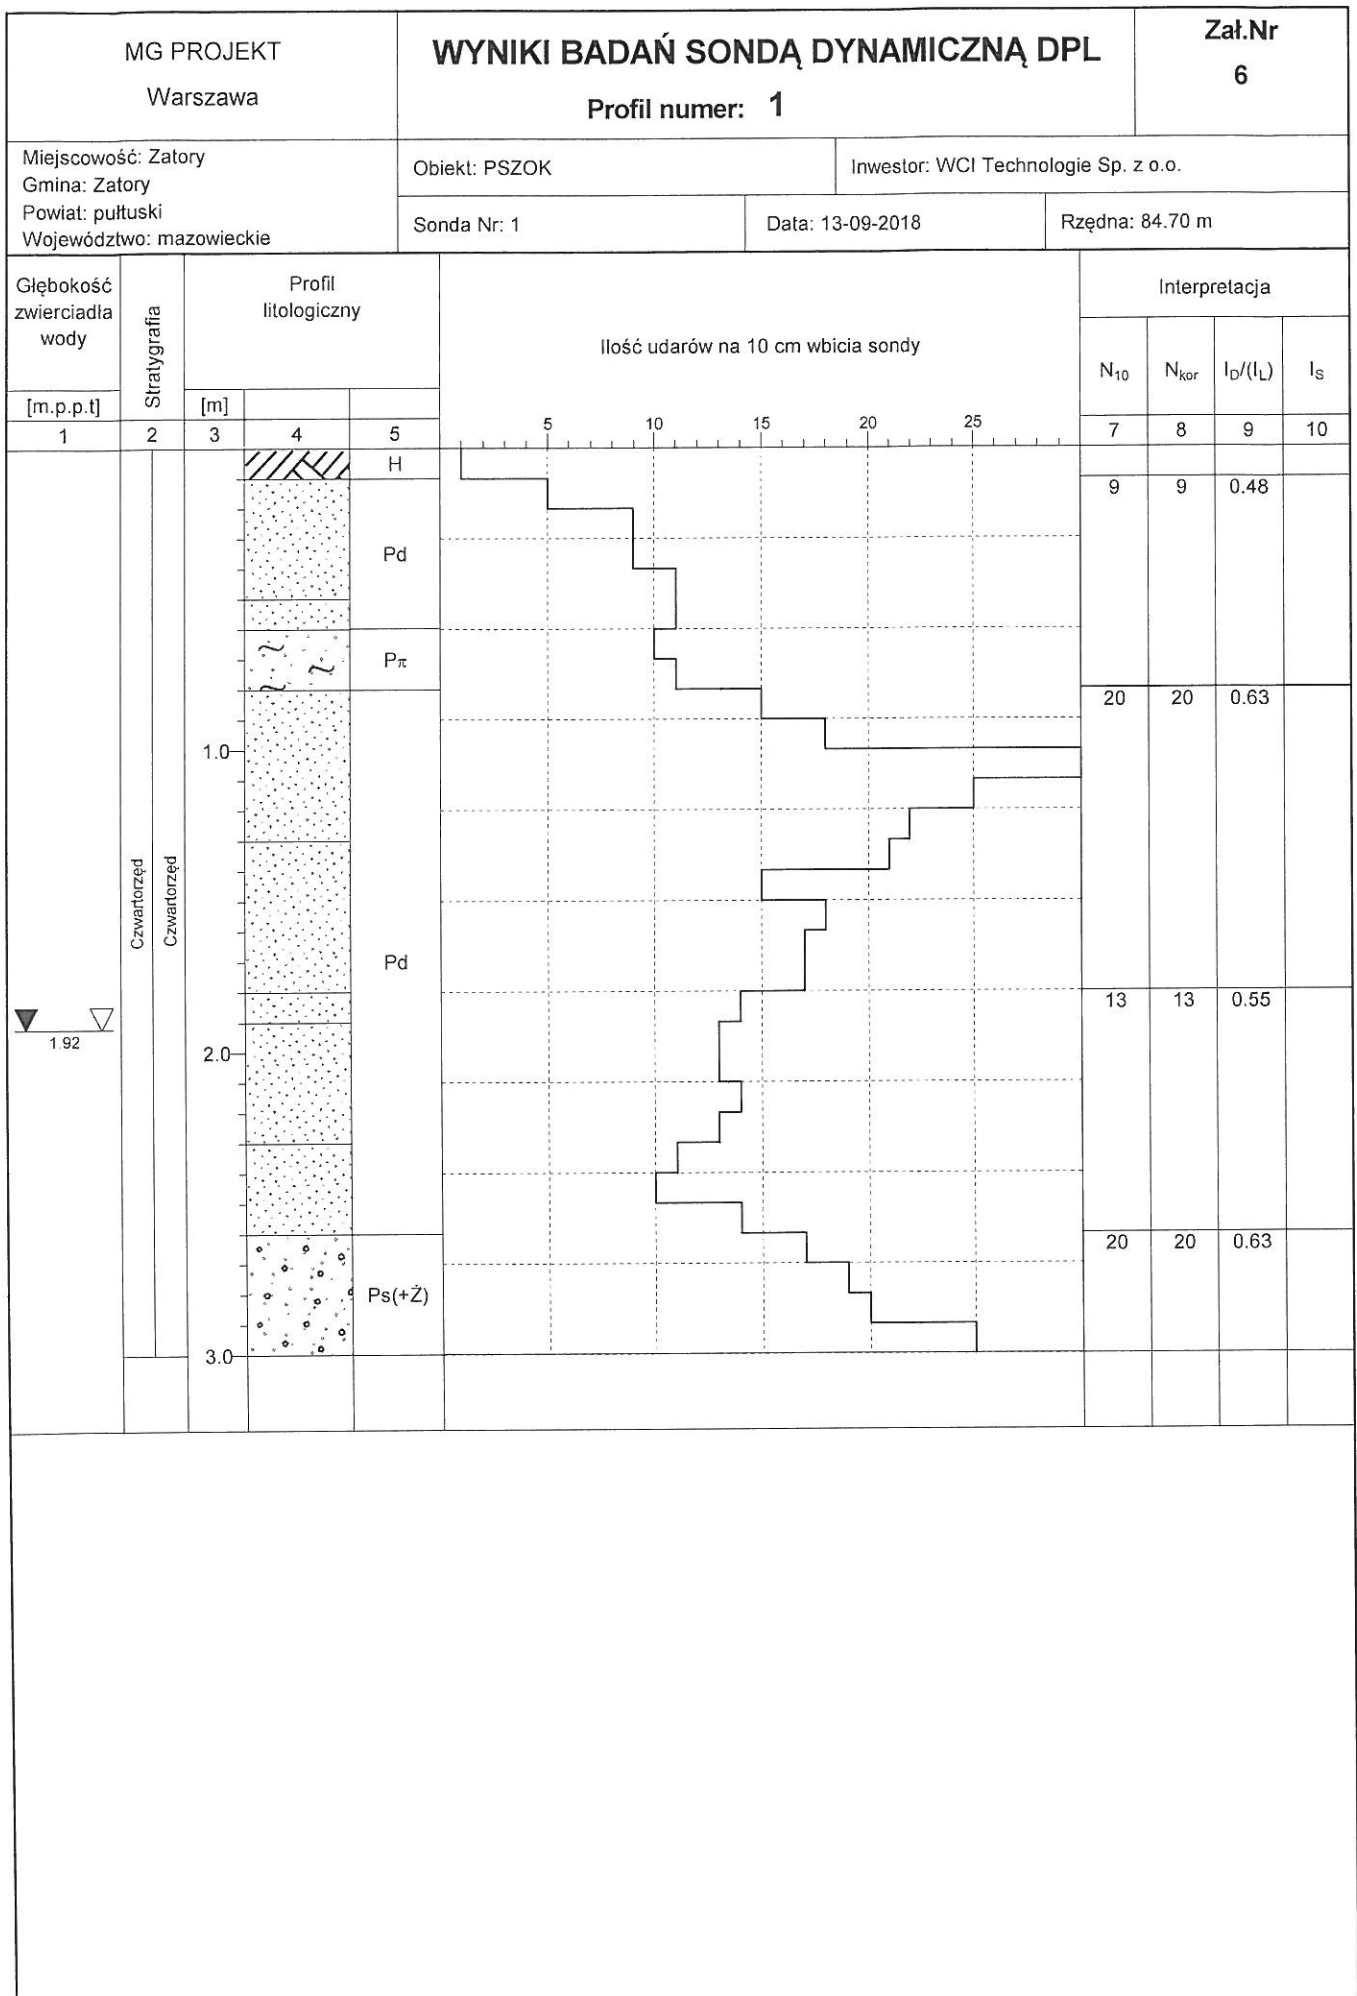 MG PROJEKT
Warszawa
WYNIKI BADAŃ SONDĄ DYNAMICZNĄ DPL
Profil numer: 1
Zał.Nr
6
Miejscowość: Zatory
Gmina: Zatory
Powiat: pułtuski
Województwo: mazowieckie
Obiekt: PSZOK
Inwestor: WCI Technologie Sp. z o.o.
Sonda Nr: 1
Data: 13-09-2018
Rzędna: 84.70 m
Głębokość
zwierciadła
wody
[m.p.p.t]
Stratygrafia
Profil
litologiczny
[m]
Ilość udarów na 10 cm wbicia sondy
Interpretacja
N10 Nkor ID/(IL) IS
1 2 3 4 5
5 10 15 20 25
7 8 9 10
H
9 9 0.48
Pd
Pπ
20 20 0.63
1.0
Czwartorzęd
Czwartorzęd
Pd
13 13 0.55
1.92
2.0
20 20 0.63
Ps(+Ż)
3.0